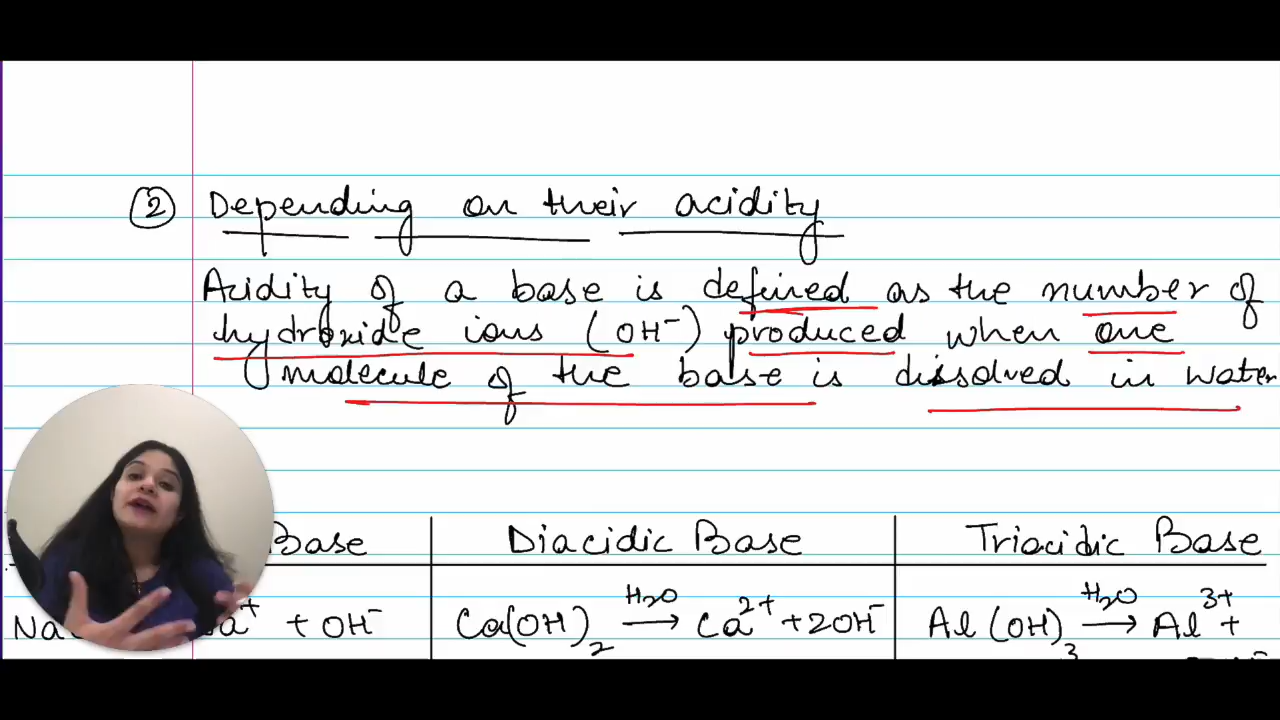 ② Depending on their acidity
Acidity of a base is defined as the number of
hydroxide ions (OH⁻) produced when one
molecule of the base is dissolved in water
Base | Diacidic Base | Triacidic Base
Na a⁺ + OH⁻ | Ca(OH)₂ —H₂O→ Ca²⁺ + 2OH⁻ | Al(OH)₃ —H₂O→ Al³⁺ +